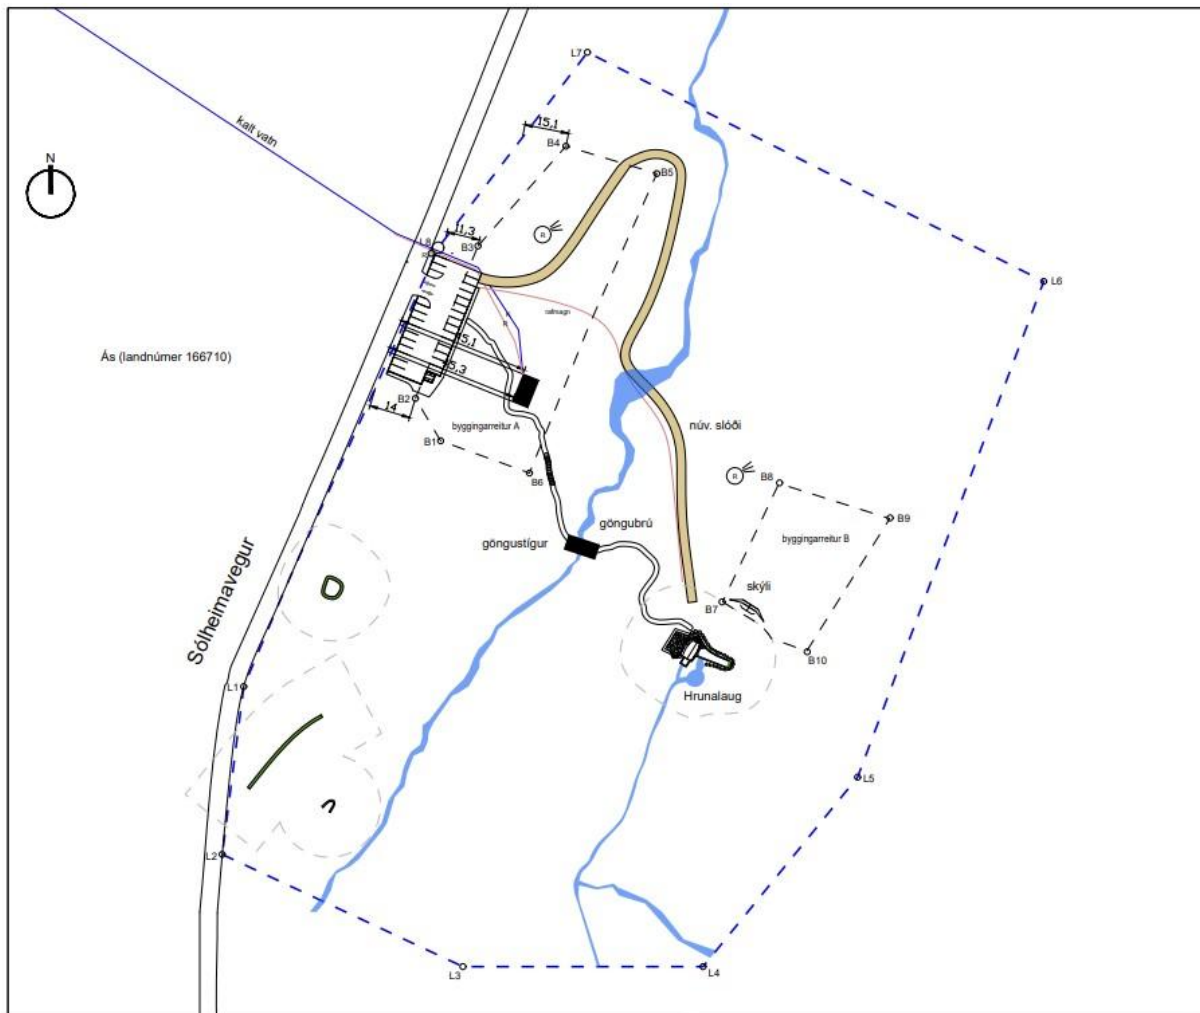 L7
kalt vatn
15,1
B4
N
B5
11,3
R
L8
B3
L6
rafmagn
R
Ás (landnúmer 166710)
5,1
5,3
B2
14
byggingarreitur A
núv. slóði
B1
B6
B8
R
B9
göngubrú
göngustígur
byggingarreitur B
Sólheimavegur
skýli
B7
B10
L1
Hrunalaug
L5
L2
L3
L4